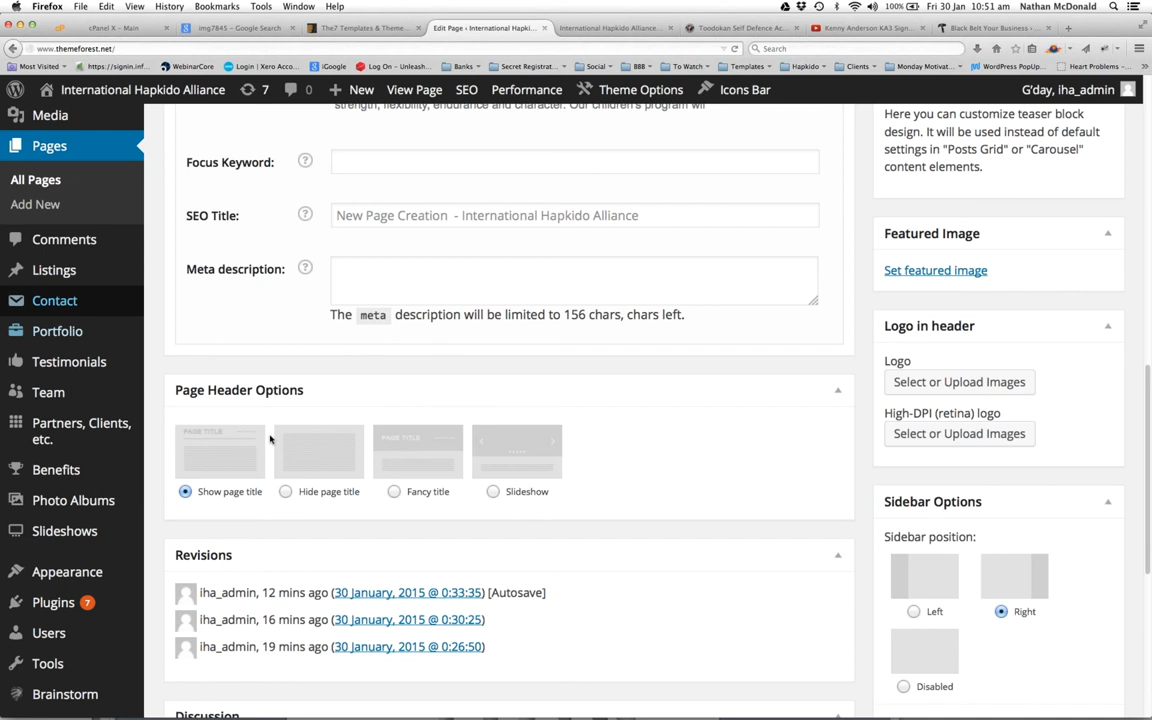 Firefox File Edit View History Bookmarks Tools Window Help 100% Fri 30 Jan 10:51 am Nathan McDonald
cPanel X – Main img7845 – Google Search The7 Templates & Theme... Edit Page ‹ International Hapki... International Hapkido Alliance... Toodokan Self Defence Ac... Kenny Anderson KA3 Sign... Black Belt Your Business – ...
www.themeforest.net/ Search
Most Visited https://signin.inf... WebinarCore Login | Xero Acco... iGoogle Log On – Unleash... Banks Secret Registrat... Social BBB To Watch Templates Hapkido Clients Monday Motivat... WordPress PopUp... Heart Problems –...
International Hapkido Alliance 7 0 New View Page SEO Performance Theme Options Icons Bar G'day, iha_admin
Media
Pages
All Pages
Add New
Comments
Listings
Contact
Portfolio
Testimonials
Team
Partners, Clients,
etc.
Benefits
Photo Albums
Slideshows
Appearance
Plugins 7
Users
Tools
Brainstorm
strength, flexibility, endurance and character. Our children's program will
Focus Keyword: ?
SEO Title: ? New Page Creation - International Hapkido Alliance
Meta description: ?
The meta description will be limited to 156 chars, chars left.
Page Header Options
PAGE TITLE PAGE TITLE
Show page title Hide page title Fancy title Slideshow
Revisions
iha_admin, 12 mins ago (30 January, 2015 @ 0:33:35) [Autosave]
iha_admin, 16 mins ago (30 January, 2015 @ 0:30:25)
iha_admin, 19 mins ago (30 January, 2015 @ 0:26:50)
Discussion
Here you can customize teaser block
design. It will be used instead of default
settings in "Posts Grid" or "Carousel"
content elements.
Featured Image
Set featured image
Logo in header
Logo
Select or Upload Images
High-DPI (retina) logo
Select or Upload Images
Sidebar Options
Sidebar position:
Left Right
Disabled